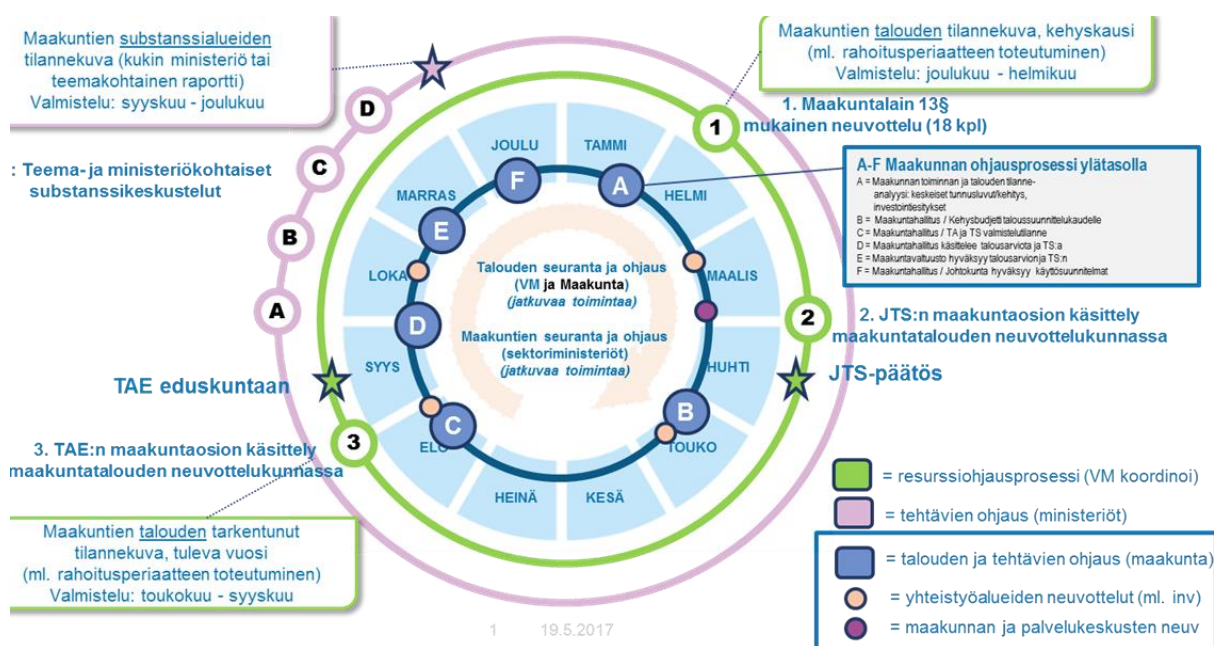 Maakuntien substanssialueiden
tilannekuva (kukin ministeriö tai
teemakohtainen raportti)
Valmistelu: syyskuu - joulukuu
Maakuntien talouden tilannekuva, kehyskausi
(ml. rahoitusperiaatteen toteutuminen)
Valmistelu: joulukuu - helmikuu
1. Maakuntalain 13§
mukainen neuvottelu (18 kpl)
: Teema- ja ministeriökohtaiset
substanssikeskustelut
A-F Maakunnan ohjausprosessi ylätasolla
A = Maakunnan toiminnan ja talouden tilanne-
analyysi: keskeiset tunnusluvut/kehitys,
investointiesitykset
B = Maakuntahallitus / Kehysbudjetti taloussuunnittelukaudelle
C = Maakuntahallitus / TA ja TS valmistelutilanne
D = Maakuntahallitus käsittelee talousarviota ja TS:a
E = Maakuntavaltuusto hyväksyy talousarvion ja TS:n
F = Maakuntahallitus / Johtokunta hyväksyy käyttösuunnitelmat
D
C
B
A
1
2
3
JOULU
TAMMI
HELMI
MAALIS
HUHTI
TOUKO
KESÄ
HEINÄ
ELO
SYYS
LOKA
MARRAS
F
A
E
D
C
B
Talouden seuranta ja ohjaus
(VM ja Maakunta)
(jatkuvaa toimintaa)
Maakuntien seuranta ja ohjaus
(sektoriministeriöt)
(jatkuvaa toimintaa)
2. JTS:n maakuntaosion käsittely
maakuntatalouden neuvottelukunnassa
JTS-päätös
TAE eduskuntaan
3. TAE:n maakuntaosion käsittely
maakuntatalouden neuvottelukunnassa
Maakuntien talouden tarkentunut
tilannekuva, tuleva vuosi
(ml. rahoitusperiaatteen toteutuminen)
Valmistelu: toukokuu - syyskuu
= resurssiohjausprosessi (VM koordinoi)
= tehtävien ohjaus (ministeriöt)
= talouden ja tehtävien ohjaus (maakunta)
= yhteistyöalueiden neuvottelut (ml. inv)
= maakunnan ja palvelukeskusten neuv
1 19.5.2017